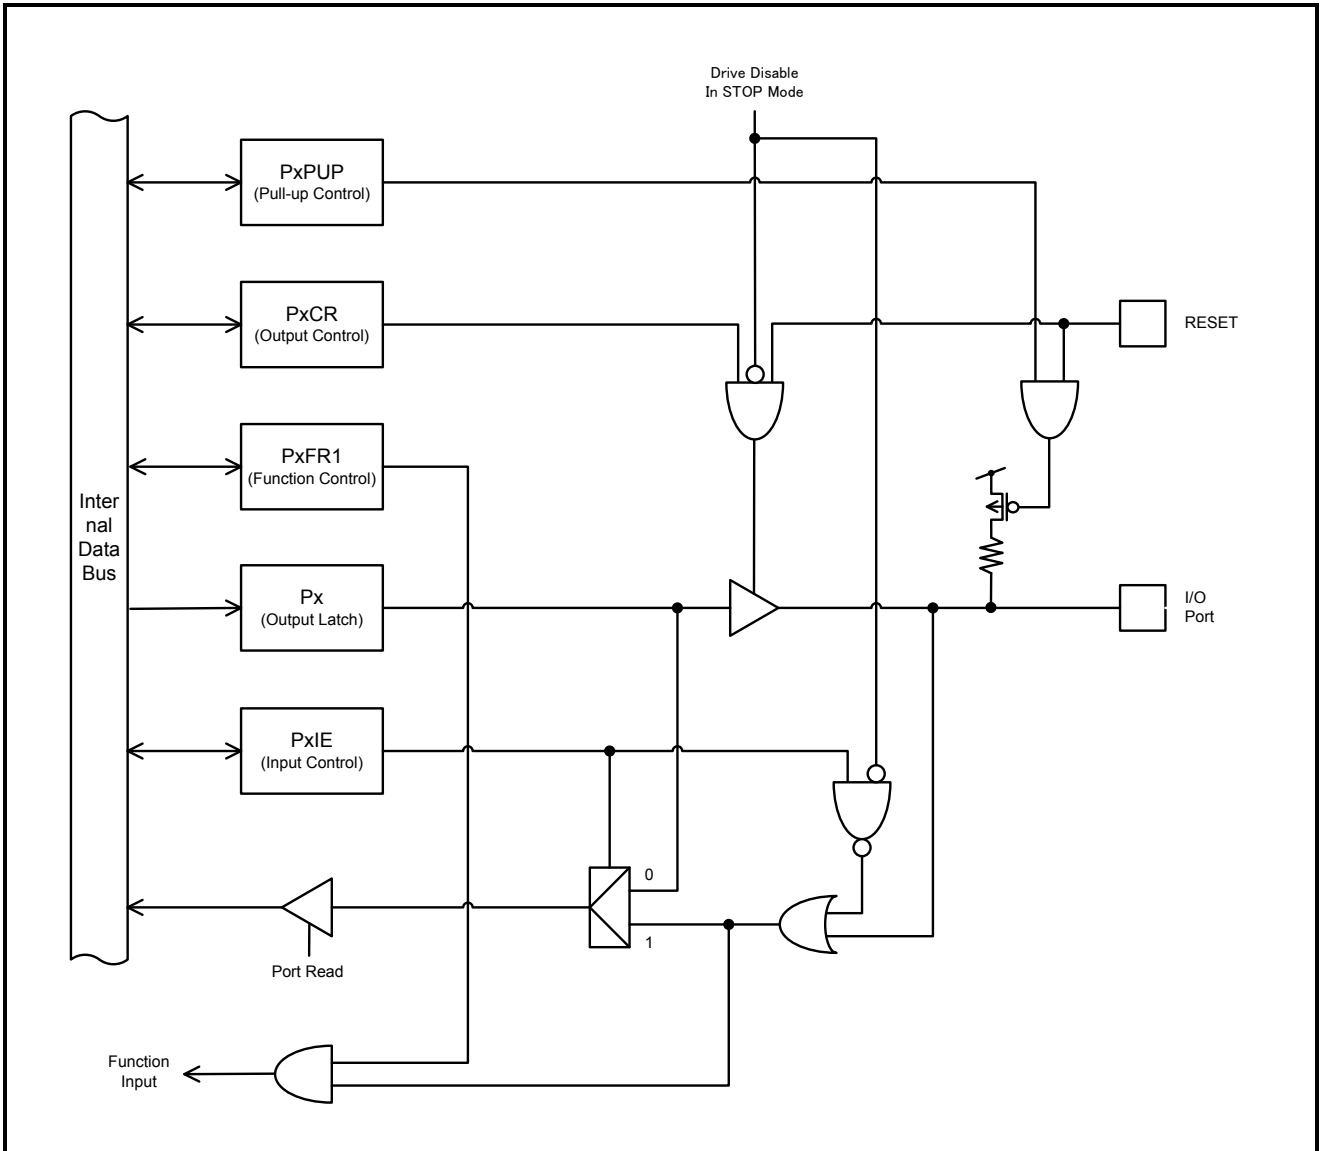 Drive Disable
In STOP Mode
PxPUP
(Pull-up Control)
PxCR
(Output Control)
RESET
PxFR1
(Function Control)
Inter
nal
Data
Bus
Px
(Output Latch)
I/O
Port
PxIE
(Input Control)
0
1
Port Read
Function
Input